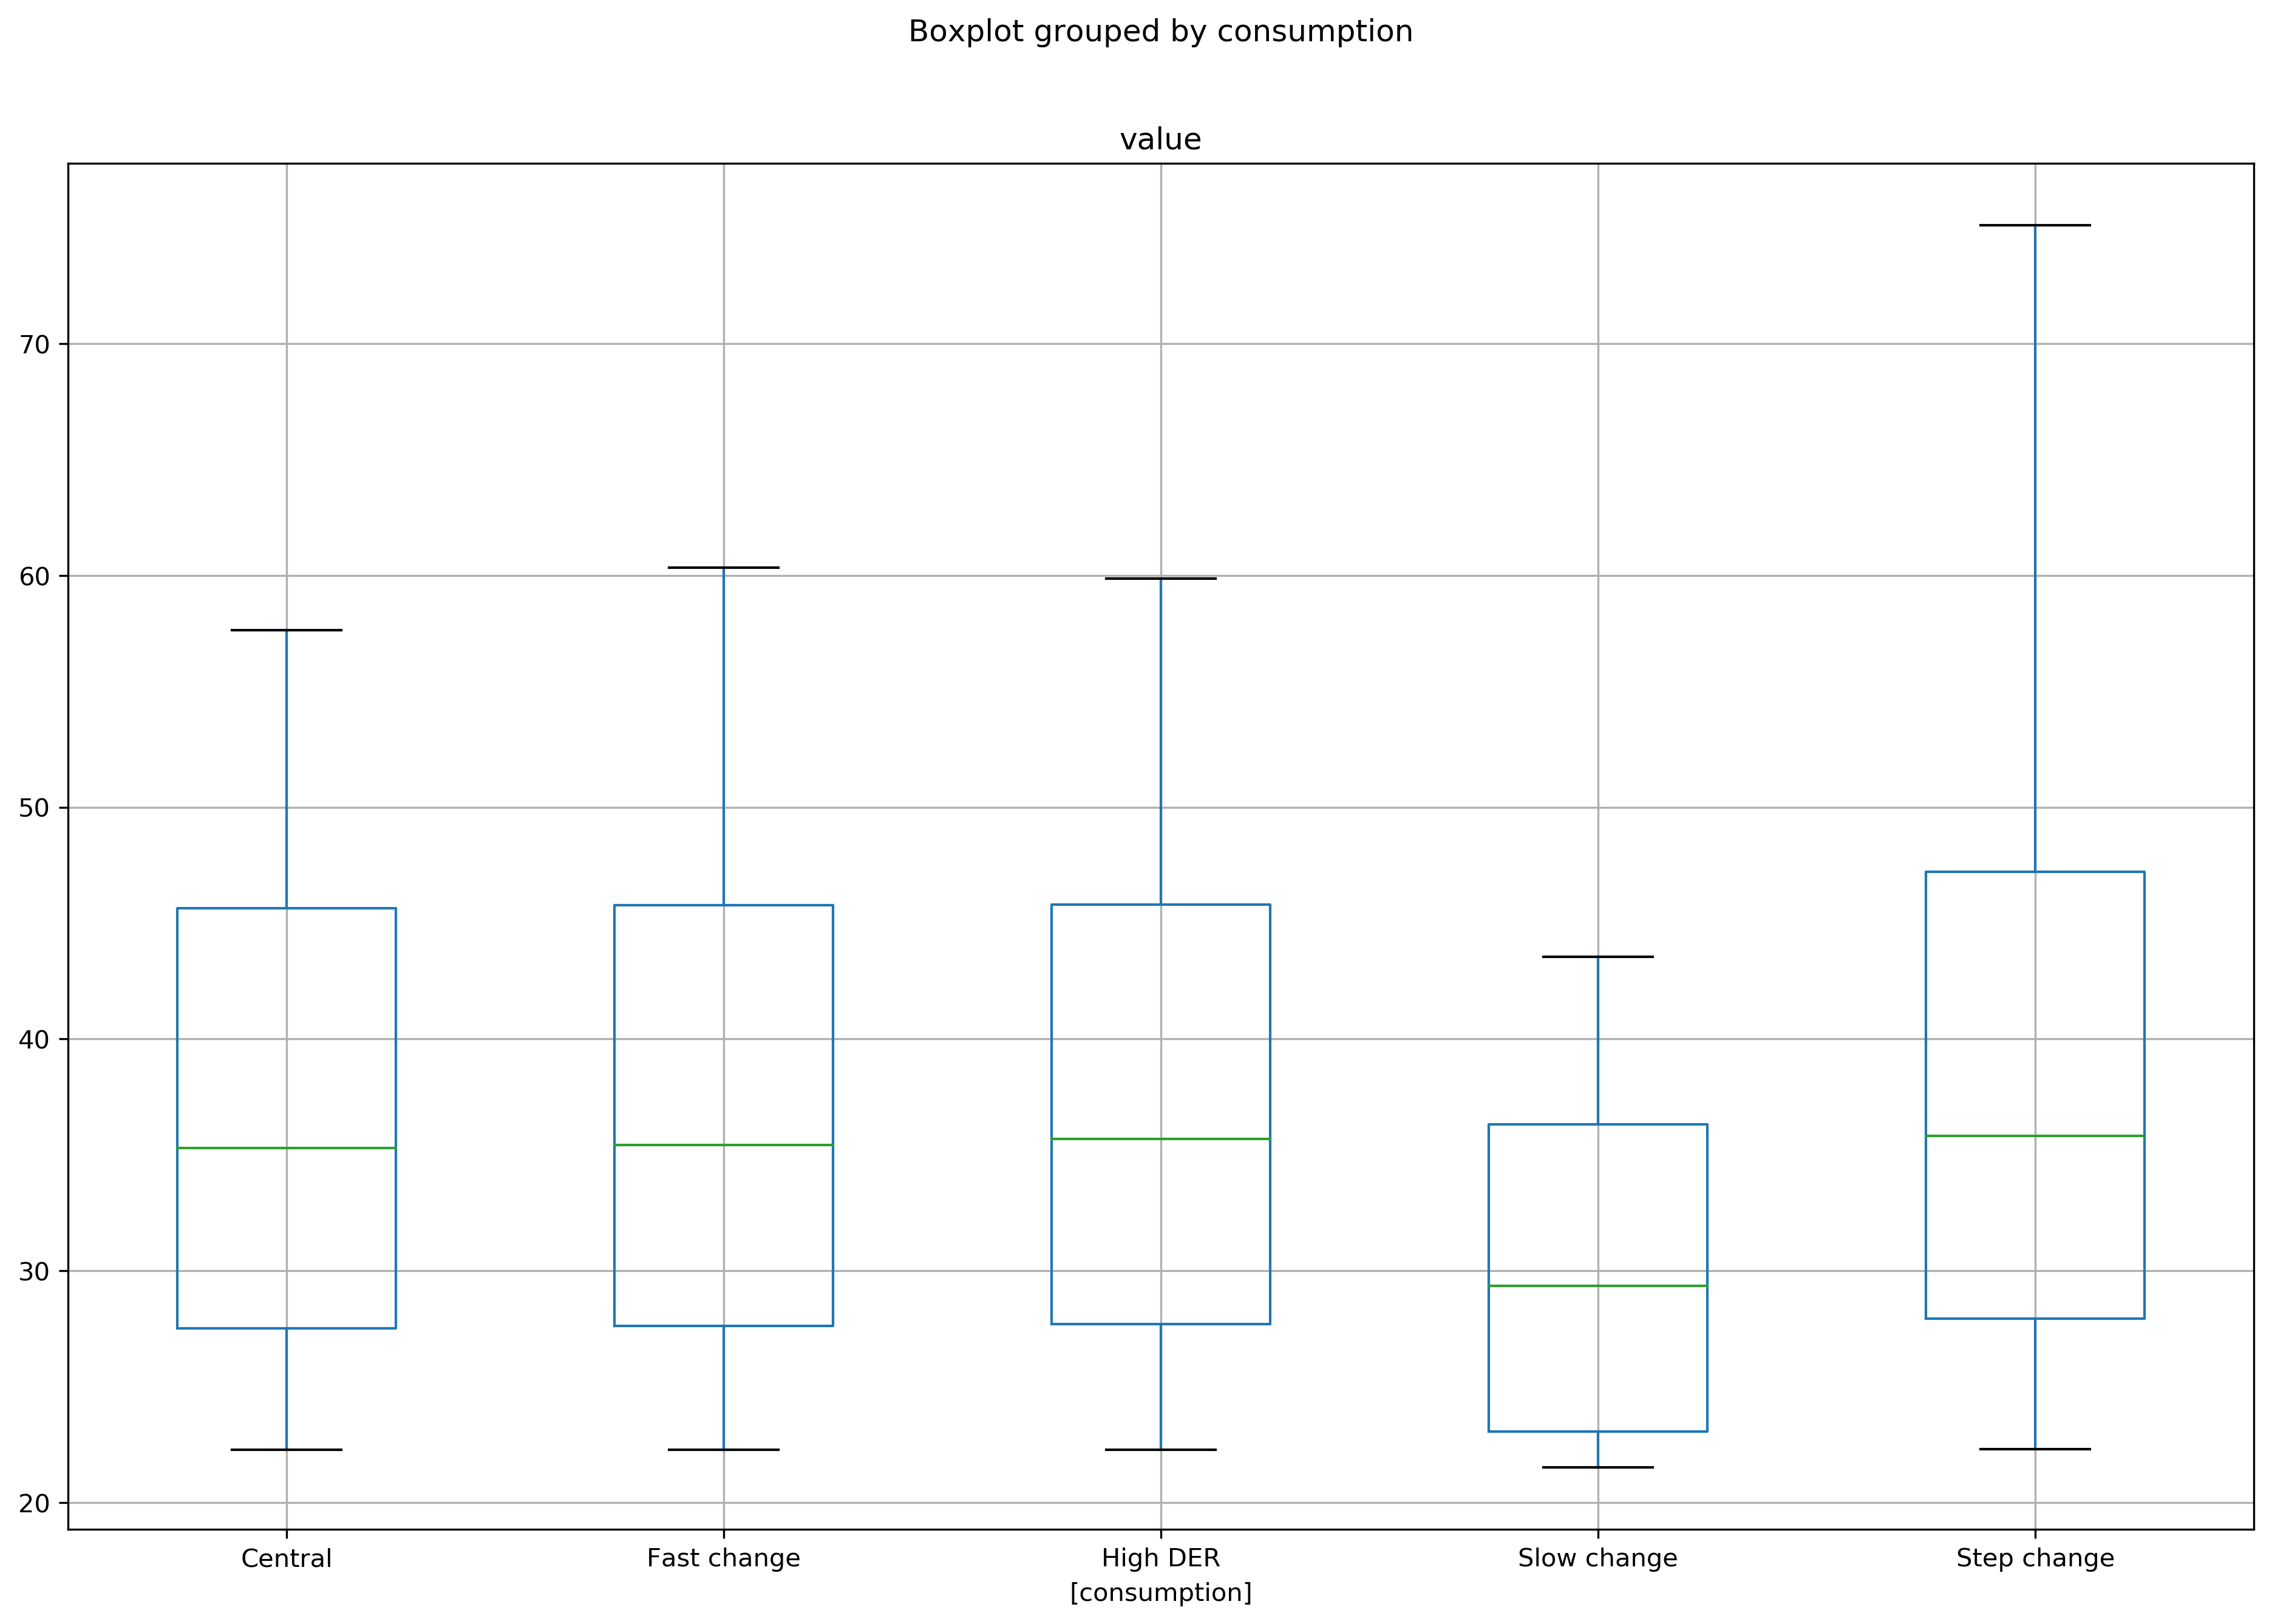 Boxplot grouped by consumption
value
70
60
50
40
30
20
Central Fast change High DER Slow change Step change
[consumption]